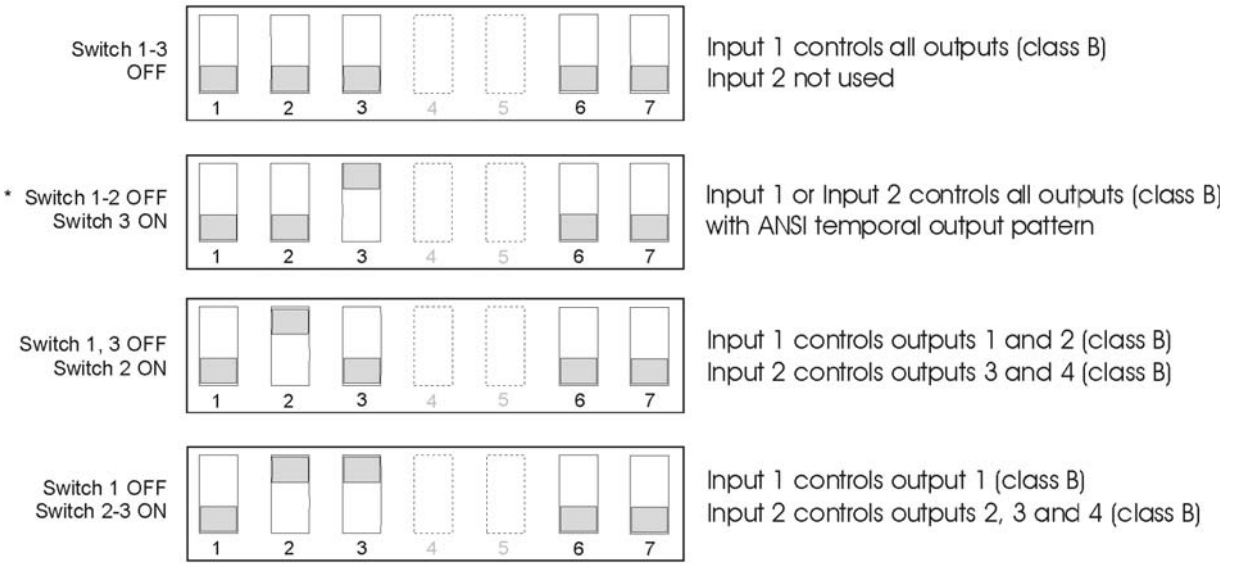 Switch 1-3
OFF
1 2 3 4 5 6 7
Input 1 controls all outputs (class B)
Input 2 not used
* Switch 1-2 OFF
Switch 3 ON
1 2 3 4 5 6 7
Input 1 or Input 2 controls all outputs (class B)
with ANSI temporal output pattern
Switch 1, 3 OFF
Switch 2 ON
1 2 3 4 5 6 7
Input 1 controls outputs 1 and 2 (class B)
Input 2 controls outputs 3 and 4 (class B)
Switch 1 OFF
Switch 2-3 ON
1 2 3 4 5 6 7
Input 1 controls output 1 (class B)
Input 2 controls outputs 2, 3 and 4 (class B)